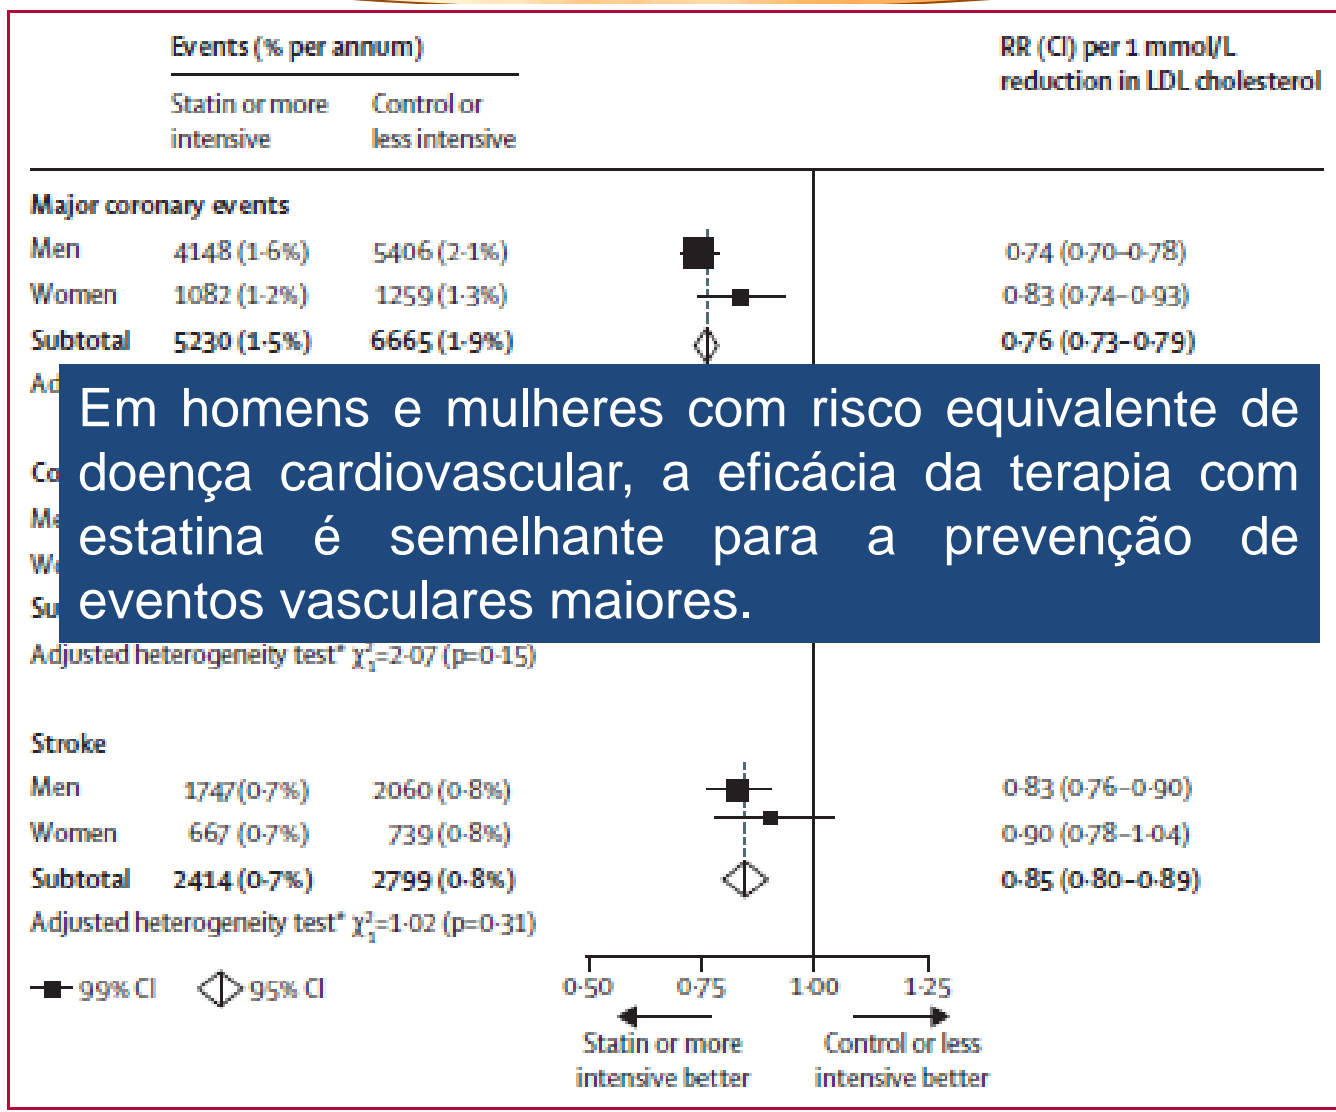 Events (% per annum)
RR (CI) per 1 mmol/L
reduction in LDL cholesterol
Statin or more
intensive
Control or
less intensive
Major coronary events
Men 4148 (1·6%) 5406 (2·1%) 0·74 (0·70–0·78)
Women 1082 (1·2%) 1259 (1·3%) 0·83 (0·74–0·93)
Subtotal 5230 (1·5%) 6665 (1·9%) 0·76 (0·73–0·79)
Em homens e mulheres com risco equivalente de
doença cardiovascular, a eficácia da terapia com
estatina é semelhante para a prevenção de
eventos vasculares maiores.
Adjusted heterogeneity test* χ²₁=2·07 (p=0·15)
Stroke
Men 1747(0·7%) 2060 (0·8%) 0·83 (0·76–0·90)
Women 667 (0·7%) 739 (0·8%) 0·90 (0·78–1·04)
Subtotal 2414 (0·7%) 2799 (0·8%) 0·85 (0·80–0·89)
Adjusted heterogeneity test* χ²₁=1·02 (p=0·31)
99% CI 95% CI
0·50 0·75 1·00 1·25
Statin or more
intensive better
Control or less
intensive better